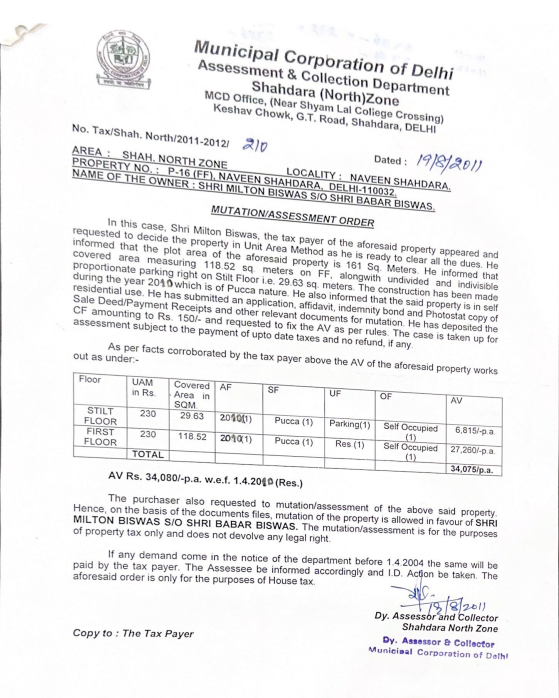 Municipal Corporation of Delhi
Assessment & Collection Department
Shahdara (North)Zone
MCD Office, (Near Shyam Lal College Crossing)
Keshav Chowk, G.T. Road, Shahdara, DELHI
No. Tax/Shah. North/2011-2012/ 210
Dated : 19/8/2011
AREA : SHAH. NORTH ZONE LOCALITY : NAVEEN SHAHDARA.
PROPERTY NO. : P-16 (FF), NAVEEN SHAHDARA, DELHI-110032.
NAME OF THE OWNER : SHRI MILTON BISWAS S/O SHRI BABAR BISWAS.
MUTATION/ASSESSMENT ORDER
In this case, Shri Milton Biswas, the tax payer of the aforesaid property appeared and
requested to decide the property in Unit Area Method as he is ready to clear all the dues. He
informed that the plot area of the aforesaid property is 161 Sq. Meters. He informed that
covered area measuring 118.52 sq. meters on FF, alongwith undivided and indivisible
proportionate parking right on Stilt Floor i.e. 29.63 sq. meters. The construction has been made
during the year 2010 which is of Pucca nature. He also informed that the said property is in self
residential use. He has submitted an application, affidavit, indemnity bond and Photostat copy of
Sale Deed/Payment Receipts and other relevant documents for mutation. He has deposited the
CF amounting to Rs. 150/- and requested to fix the AV as per rules. The case is taken up for
assessment subject to the payment of upto date taxes and no refund, if any.
As per facts corroborated by the tax payer above the AV of the aforesaid property works
out as under:-
Floor UAM in Rs. Covered Area in SQM. AF SF UF OF AV
STILT FLOOR 230 29.63 2010(1) Pucca (1) Parking(1) Self Occupied (1) 6,815/-p.a.
FIRST FLOOR 230 118.52 2010(1) Pucca (1) Res.(1) Self Occupied (1) 27,260/-p.a.
TOTAL 34,075/p.a.
AV Rs. 34,080/-p.a. w.e.f. 1.4.2010 (Res.)
The purchaser also requested to mutation/assessment of the above said property.
Hence, on the basis of the documents files, mutation of the property is allowed in favour of SHRI
MILTON BISWAS S/O SHRI BABAR BISWAS. The mutation/assessment is for the purposes
of property tax only and does not devolve any legal right.
If any demand come in the notice of the department before 1.4.2004 the same will be
paid by the tax payer. The Assessee be informed accordingly and I.D. Action be taken. The
aforesaid order is only for the purposes of House tax.
19/8/2011
Dy. Assessor and Collector
Shahdara North Zone
Copy to : The Tax Payer
Dy. Assessor & Collector
Municipal Corporation of Delhi